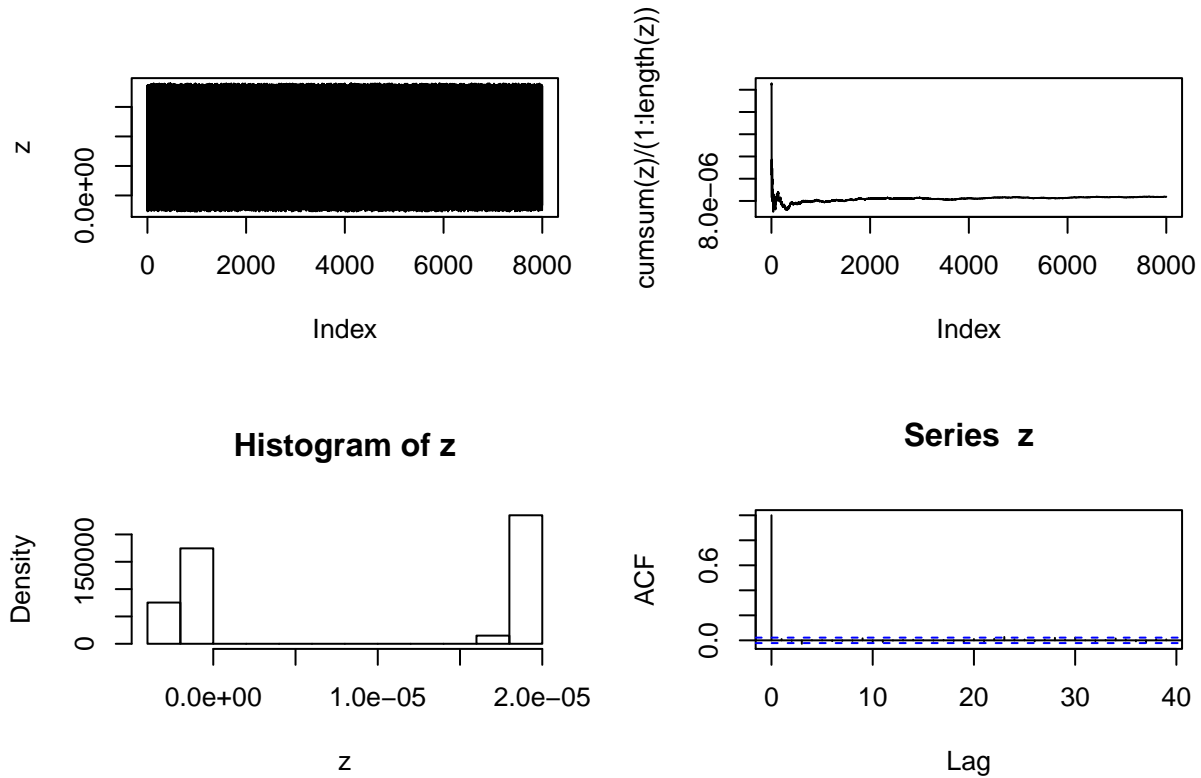 z
0.0e+00
0 2000 4000 6000 8000
Index
cumsum(z)/(1:length(z))
8.0e−06
0 2000 4000 6000 8000
Index
Histogram of z
Density
0 150000
0.0e+00 1.0e−05 2.0e−05
z
Series z
ACF
0.0 0.6
0 10 20 30 40
Lag